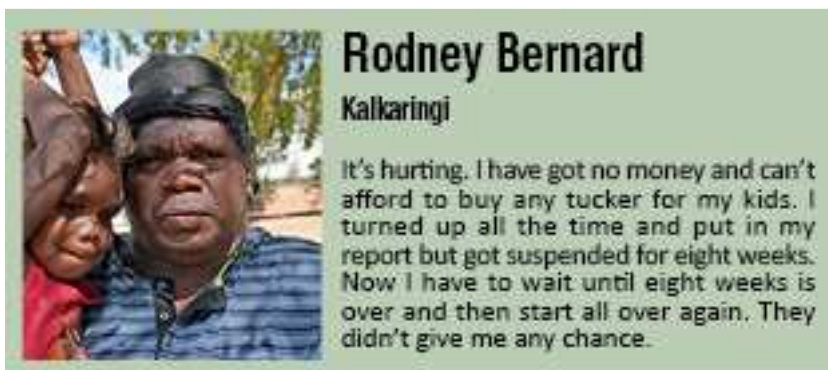 Rodney Bernard
Kalkaringi
It's hurting. I have got no money and can't
afford to buy any tucker for my kids. I
turned up all the time and put in my
report but got suspended for eight weeks.
Now I have to wait until eight weeks is
over and then start all over again. They
didn't give me any chance.